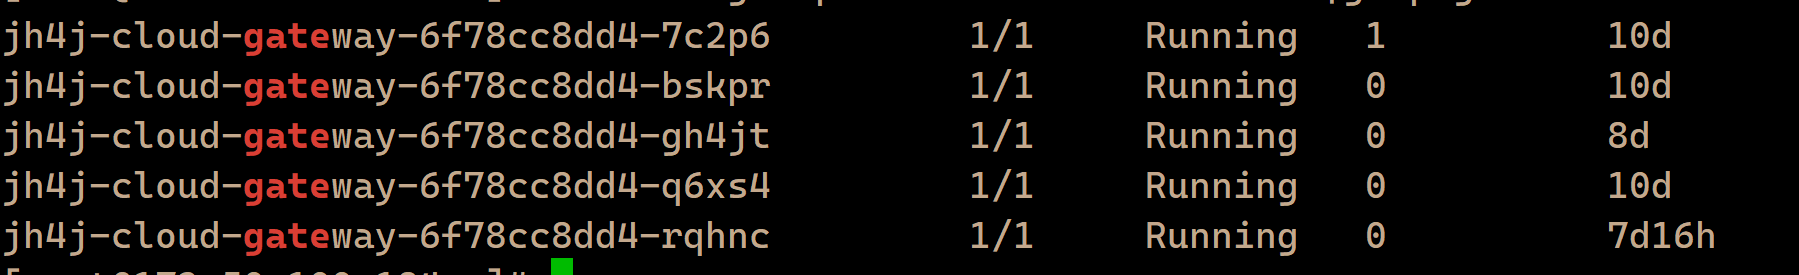 jh4j-cloud-gateway-6f78cc8dd4-7c2p6 1/1 Running 1 10d
jh4j-cloud-gateway-6f78cc8dd4-bskpr 1/1 Running 0 10d
jh4j-cloud-gateway-6f78cc8dd4-gh4jt 1/1 Running 0 8d
jh4j-cloud-gateway-6f78cc8dd4-q6xs4 1/1 Running 0 10d
jh4j-cloud-gateway-6f78cc8dd4-rqhnc 1/1 Running 0 7d16h